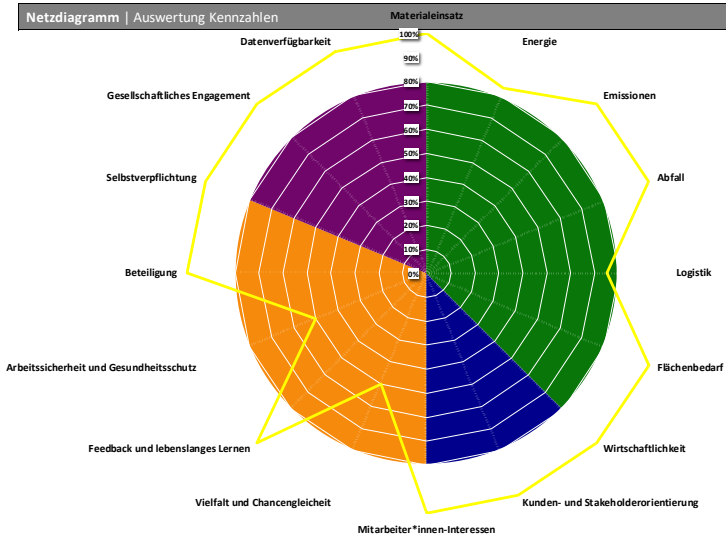 Netzdiagramm | Auswertung Kennzahlen
Materialeinsatz
Energie
Emissionen
Abfall
Logistik
Flächenbedarf
Wirtschaftlichkeit
Kunden- und Stakeholderorientierung
Mitarbeiter*innen-Interessen
Vielfalt und Chancengleicheit
Feedback und lebenslanges Lernen
Arbeitssicherheit und Gesundheitsschutz
Beteiligung
Selbstverpflichtung
Gesellschaftliches Engagement
Datenverfügbarkeit
100%
90%
80%
70%
60%
50%
40%
30%
20%
10%
0%